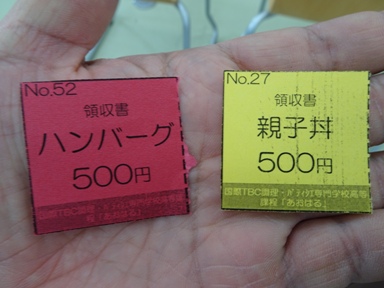 No.52
領収書
ハンバーグ
500円
No.27
領収書
親子丼
500円
国際TBC調理・パティシエ専門学校高等
課程「あおはる」